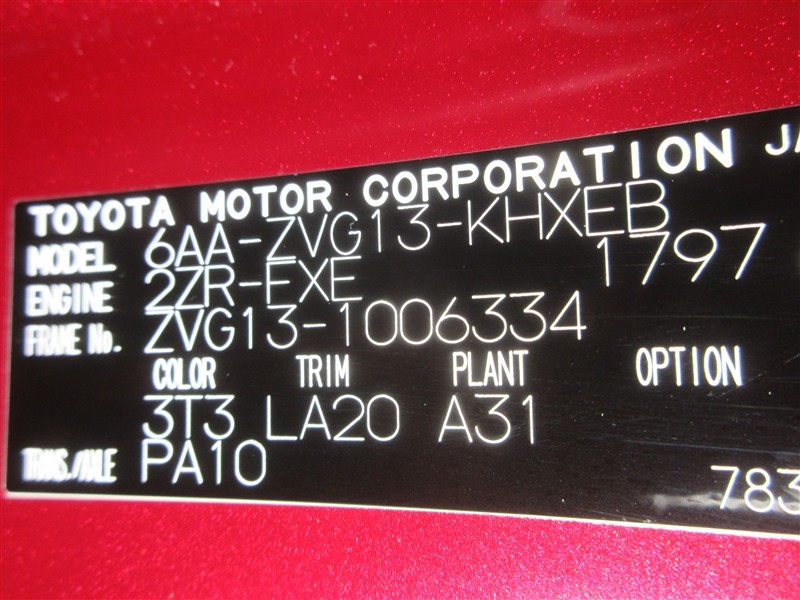 TOYOTA MOTOR CORPORATION JA
MODEL 6AA-ZVG13-KHXEB
ENGINE 2ZR-FXE 1797
FRAME No. ZVG13-1006334
COLOR TRIM PLANT OPTION
3T3 LA20 A31
TRANS./AXLE PA10
783